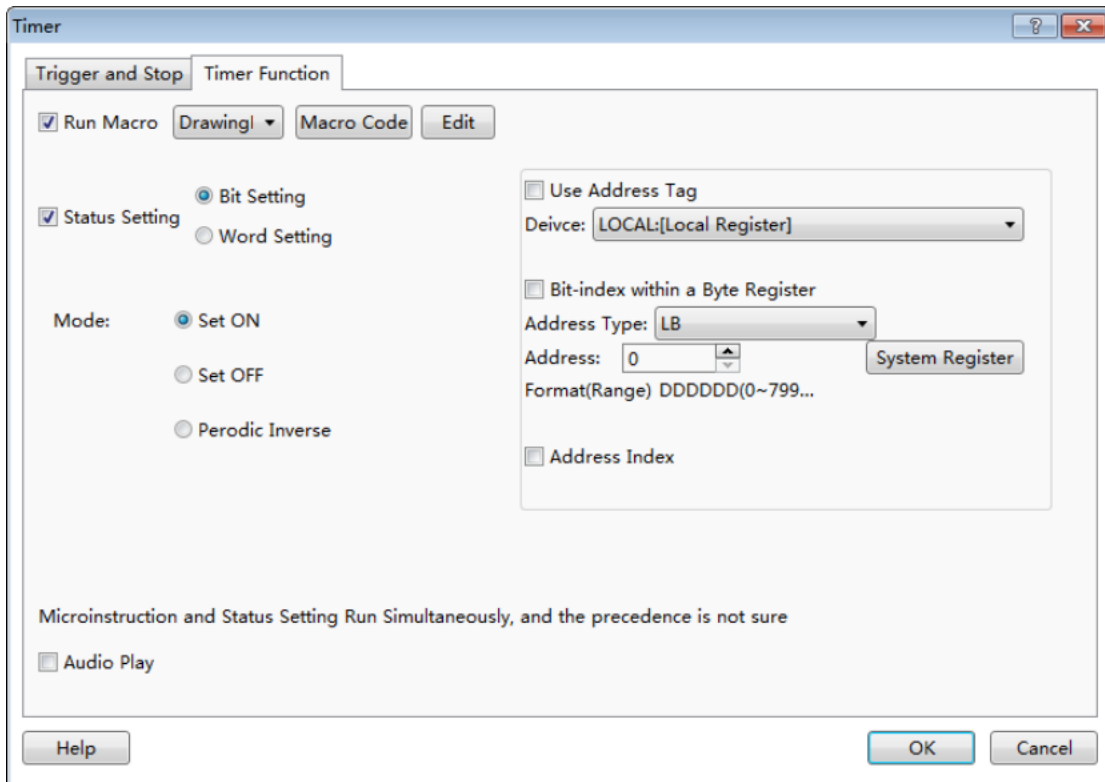 Timer
Trigger and Stop Timer Function
Run Macro DrawingI Macro Code Edit
Status Setting
Bit Setting
Word Setting
Mode:
Set ON
Set OFF
Perodic Inverse
Use Address Tag
Deivce: LOCAL:[Local Register]
Bit-index within a Byte Register
Address Type: LB
Address: 0 System Register
Format(Range) DDDDDD(0~799...
Address Index
Microinstruction and Status Setting Run Simultaneously, and the precedence is not sure
Audio Play
Help OK Cancel